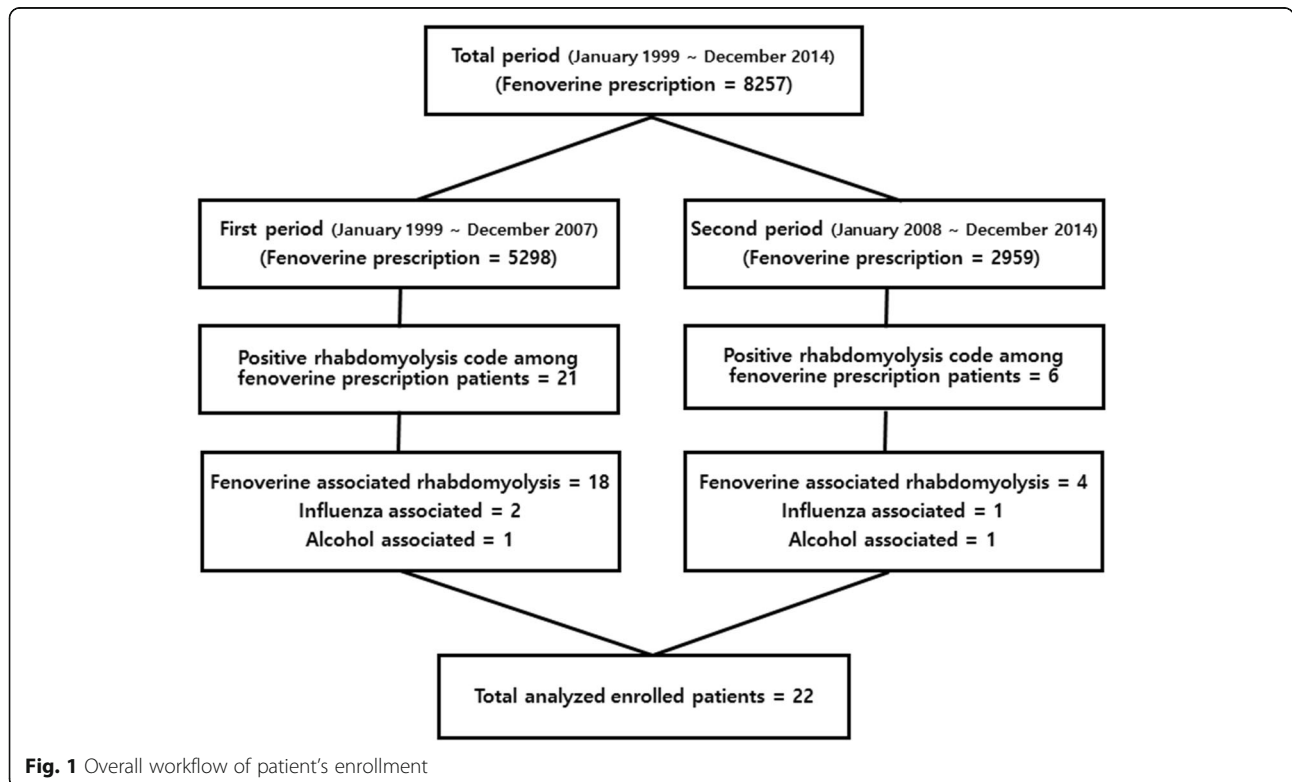 Total period (January 1999 ~ December 2014)
(Fenoverine prescription = 8257)
First period (January 1999 ~ December 2007)
(Fenoverine prescription = 5298)
Second period (January 2008 ~ December 2014)
(Fenoverine prescription = 2959)
Positive rhabdomyolysis code among
fenoverine prescription patients = 21
Positive rhabdomyolysis code among
fenoverine prescription patients = 6
Fenoverine associated rhabdomyolysis = 18
Influenza associated = 2
Alcohol associated = 1
Fenoverine associated rhabdomyolysis = 4
Influenza associated = 1
Alcohol associated = 1
Total analyzed enrolled patients = 22
Fig. 1 Overall workflow of patient's enrollment